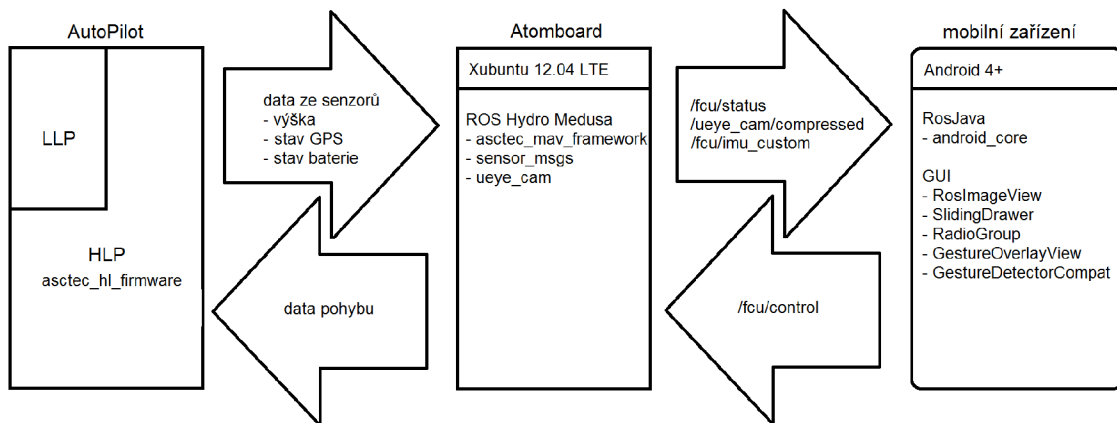 AutoPilot
LLP
HLP
asctec_hl_firmware
data ze senzorů
- výška
- stav GPS
- stav baterie
data pohybu
Atomboard
Xubuntu 12.04 LTE
ROS Hydro Medusa
- asctec_mav_framework
- sensor_msgs
- ueye_cam
/fcu/status
/ueye_cam/compressed
/fcu/imu_custom
/fcu/control
mobilní zařízení
Android 4+
RosJava
- android_core
GUI
- RosImageView
- SlidingDrawer
- RadioGroup
- GestureOverlayView
- GestureDetectorCompat